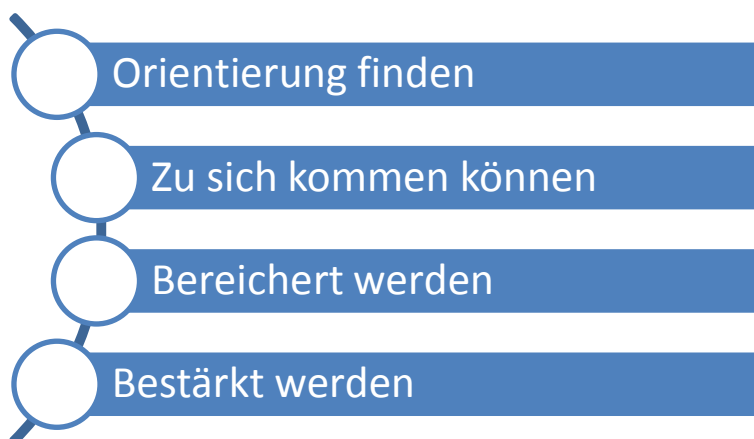 Orientierung finden
Zu sich kommen können
Bereichert werden
Bestärkt werden